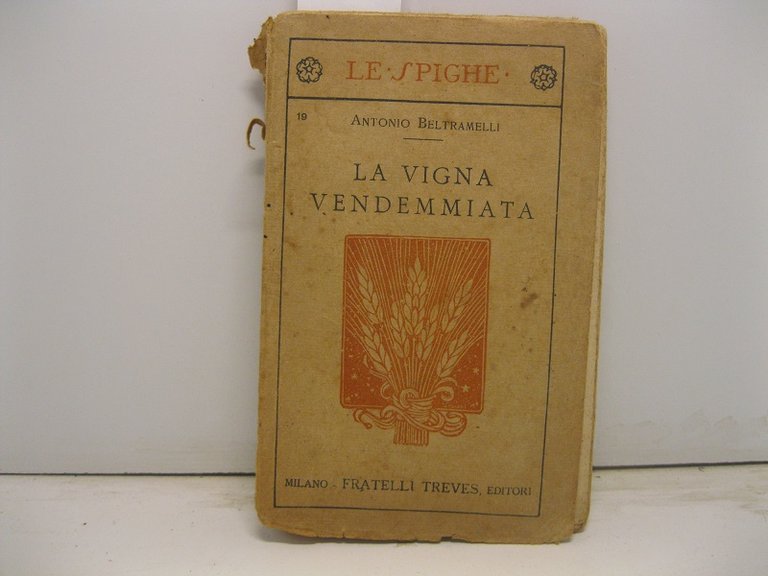 LE · SPIGHE ·
19
ANTONIO BELTRAMELLI
LA VIGNA
VENDEMMIATA
MILANO - FRATELLI TREVES, EDITORI